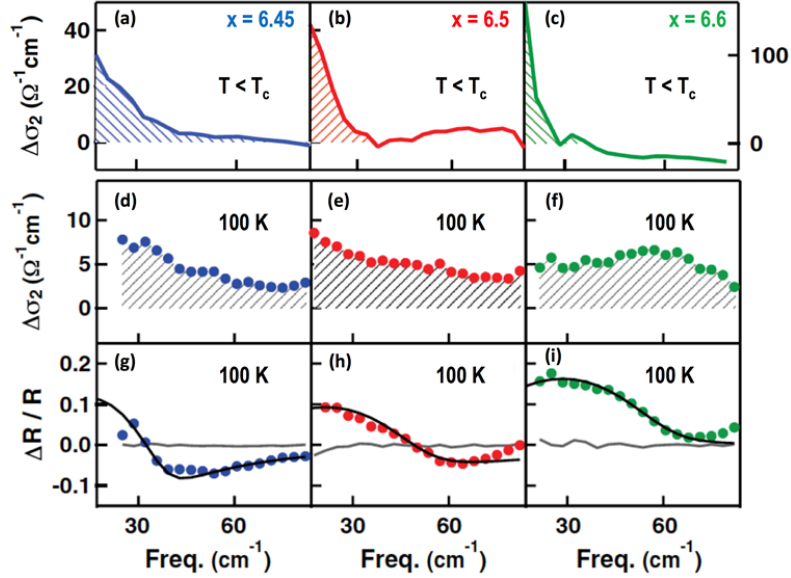 (a) x = 6.45 (b) x = 6.5 (c) x = 6.6
T < Tc T < Tc T < Tc
Δσ2 (Ω-1cm-1)
40
20
0
100
0
(d) 100 K (e) 100 K (f) 100 K
Δσ2 (Ω-1cm-1)
10
5
0
(g) 100 K (h) 100 K (i) 100 K
ΔR / R
0.2
0.1
0.0
-0.1
30 60 30 60 30 60
Freq. (cm-1) Freq. (cm-1) Freq. (cm-1)